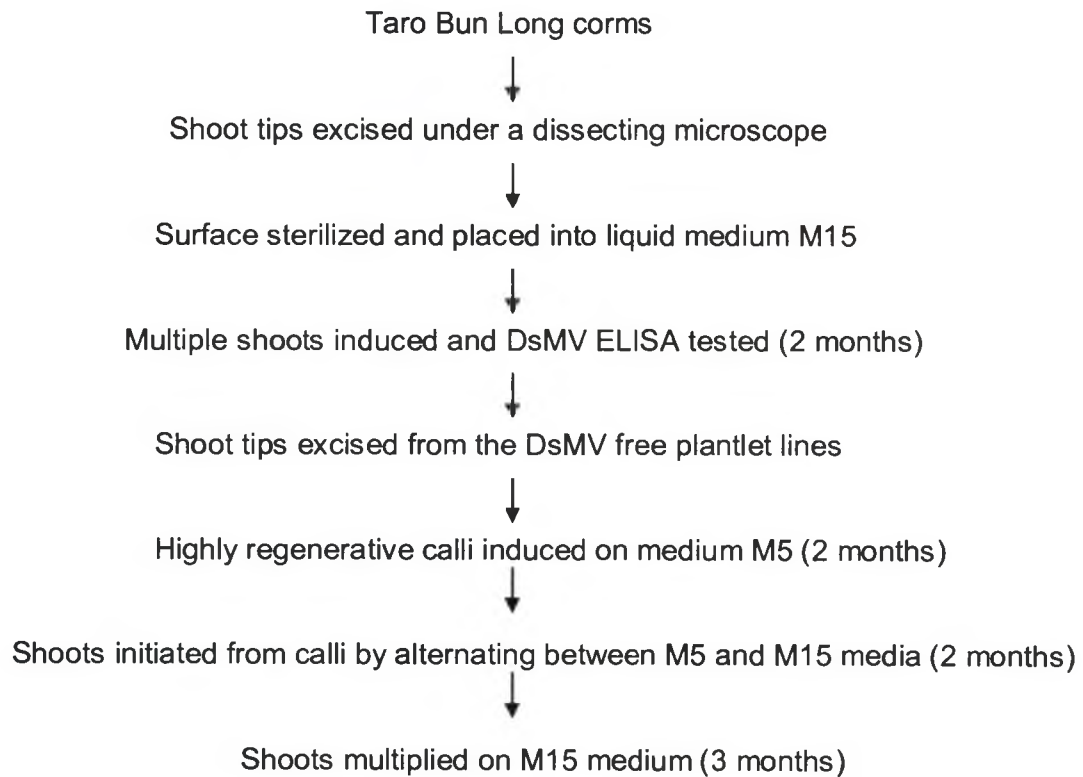 Taro Bun Long corms
Shoot tips excised under a dissecting microscope
Surface sterilized and placed into liquid medium M15
Multiple shoots induced and DsMV ELISA tested (2 months)
Shoot tips excised from the DsMV free plantlet lines
Highly regenerative calli induced on medium M5 (2 months)
Shoots initiated from calli by alternating between M5 and M15 media (2 months)
Shoots multiplied on M15 medium (3 months)